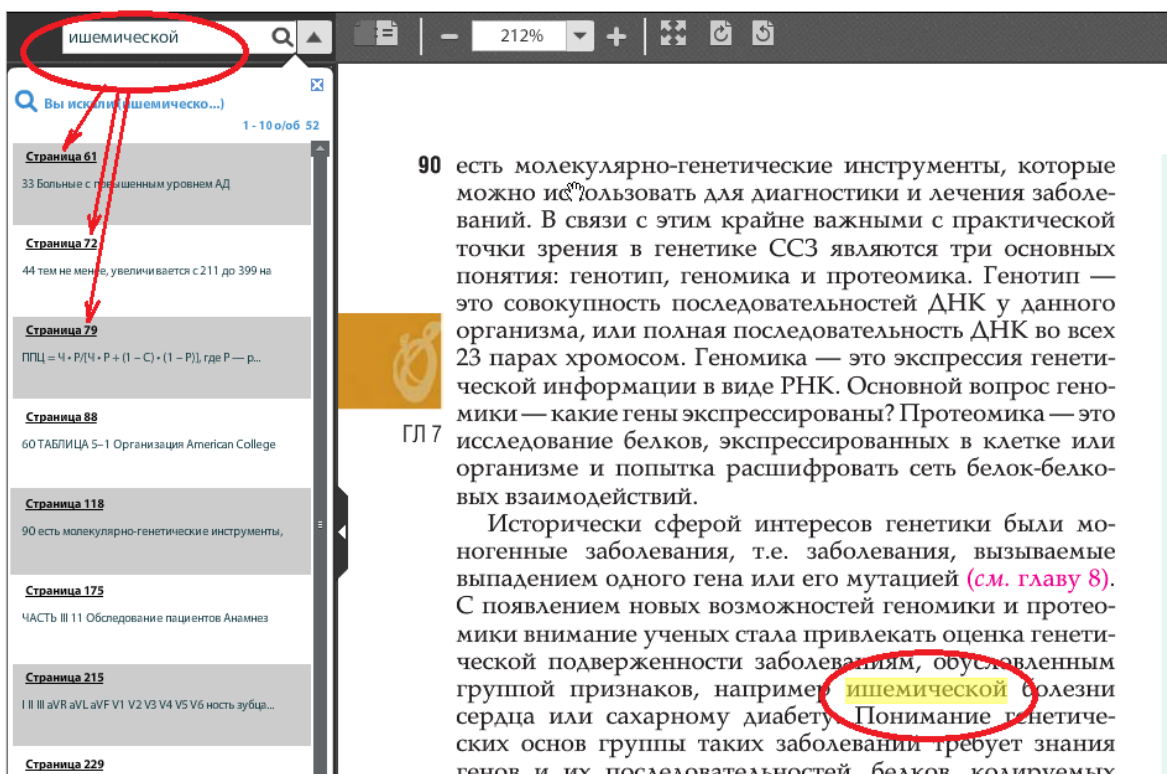 ишемической
212%
Вы искали (ишемическо...)
1 - 10 о/об 52
Страница 61
33 Больные с повышенным уровнем АД
Страница 72
44 тем не менее, увеличивается с 211 до 399 на
Страница 79
ППЦ = Ч • Р/[Ч • Р + (1 – С) • (1 – Р)], где Р — р...
Страница 88
60 ТАБЛИЦА 5–1 Организация American College
Страница 118
90 есть молекулярно-генетические инструменты,
Страница 175
ЧАСТЬ III 11 Обследование пациентов Анамнез
Страница 215
I II III aVR aVL aVF V1 V2 V3 V4 V5 V6 ность зубца...
Страница 229
90 есть молекулярно-генетические инструменты, которые
можно использовать для диагностики и лечения заболе-
ваний. В связи с этим крайне важными с практической
точки зрения в генетике ССЗ являются три основных
понятия: генотип, геномика и протеомика. Генотип —
это совокупность последовательностей ДНК у данного
организма, или полная последовательность ДНК во всех
23 парах хромосом. Геномика — это экспрессия генети-
ческой информации в виде РНК. Основной вопрос гено-
мики — какие гены экспрессированы? Протеомика — это
ГЛ 7
исследование белков, экспрессированных в клетке или
организме и попытка расшифровать сеть белок-белко-
вых взаимодействий.
Исторически сферой интересов генетики были мо-
ногенные заболевания, т.е. заболевания, вызываемые
выпадением одного гена или его мутацией (см. главу 8).
С появлением новых возможностей геномики и протео-
мики внимание ученых стала привлекать оценка генети-
ческой подверженности заболеваниям, обусловленным
группой признаков, например ишемической болезни
сердца или сахарному диабету. Понимание генетиче-
ских основ группы таких заболеваний требует знания
генов и их последовательностей, белков, кодируемых